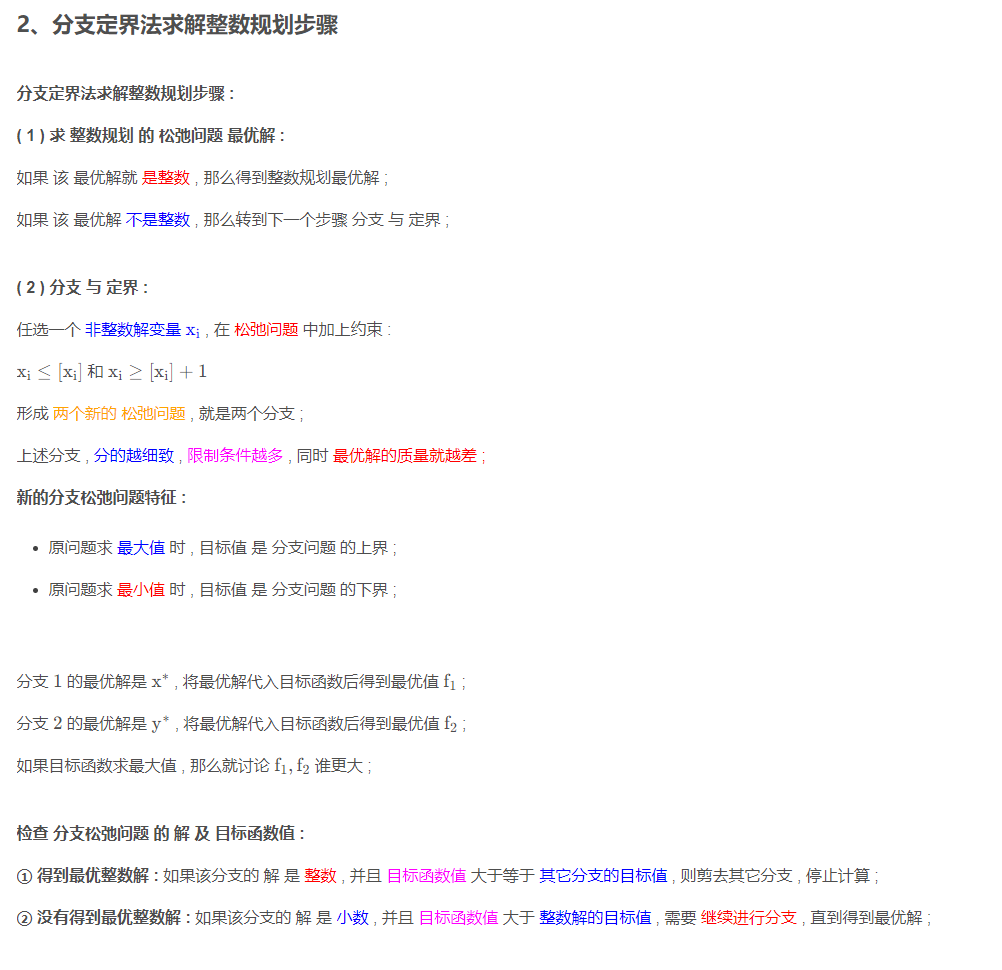 2、分支定界法求解整数规划步骤
分支定界法求解整数规划步骤 :
( 1 ) 求 整数规划 的 松弛问题 最优解 :
如果 该 最优解就 是整数 , 那么得到整数规划最优解 ;
如果 该 最优解 不是整数 , 那么转到下一个步骤 分支 与 定界 ;
( 2 ) 分支 与 定界 :
任选一个 非整数解变量 xᵢ , 在 松弛问题 中加上约束 :
xᵢ ≤ [xᵢ] 和 xᵢ ≥ [xᵢ] + 1
形成 两个新的 松弛问题 , 就是两个分支 ;
上述分支 , 分的越细致 , 限制条件越多 , 同时 最优解的质量就越差 ;
新的分支松弛问题特征 :
• 原问题求 最大值 时 , 目标值 是 分支问题 的上界 ;
• 原问题求 最小值 时 , 目标值 是 分支问题 的下界 ;
分支 1 的最优解是 x* , 将最优解代入目标函数后得到最优值 f₁ ;
分支 2 的最优解是 y* , 将最优解代入目标函数后得到最优值 f₂ ;
如果目标函数求最大值 , 那么就讨论 f₁, f₂ 谁更大 ;
检查 分支松弛问题 的 解 及 目标函数值 :
① 得到最优整数解 : 如果该分支的 解 是 整数 , 并且 目标函数值 大于等于 其它分支的目标值 , 则剪去其它分支 , 停止计算 ;
② 没有得到最优整数解 : 如果该分支的 解 是 小数 , 并且 目标函数值 大于 整数解的目标值 , 需要 继续进行分支 , 直到得到最优解 ;